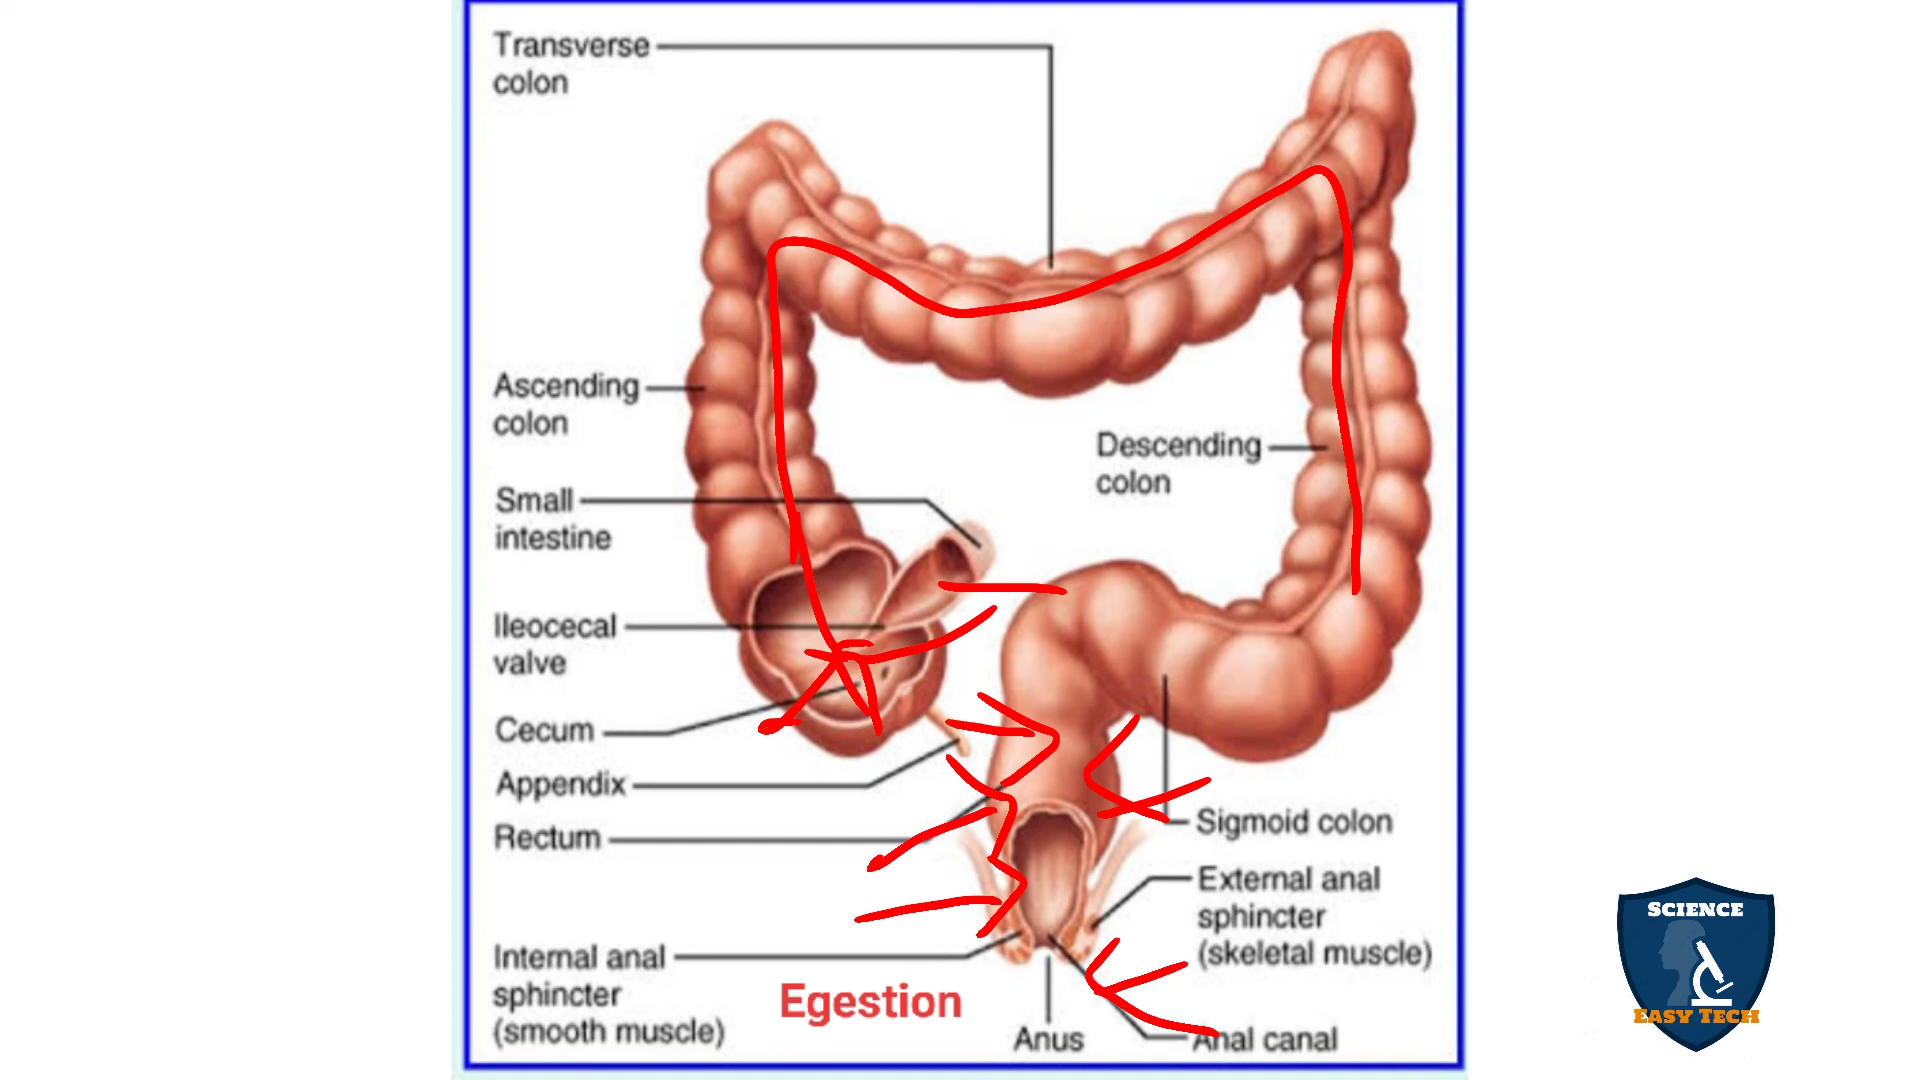 Transverse
colon
Ascending
colon
Descending
colon
Small
intestine
Ileocecal
valve
Cecum
Appendix
Rectum
Sigmoid colon
External anal
sphincter
(skeletal muscle)
Internal anal
sphincter
(smooth muscle)
Egestion
Anus
Anal canal
SCIENCE
EASY TECH